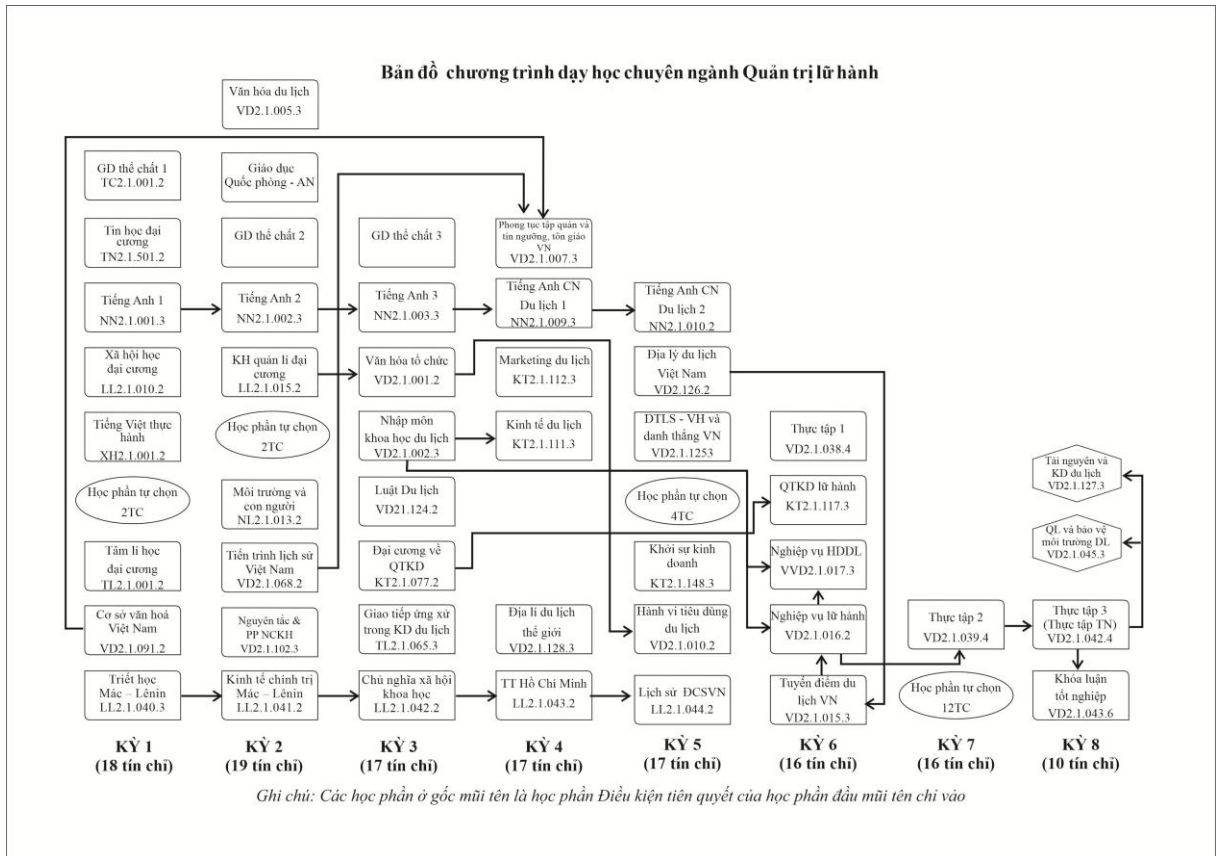 Bản đồ chương trình dạy học chuyên ngành Quản trị lữ hành
Văn hóa du lịch
VD2.1.005.3
GD thể chất 1
TC2.1.001.2
Giáo dục
Quốc phòng - AN
Tin học đại
cương
TN2.1.501.2
GD thể chất 2
GD thể chất 3
Phong tục tập quán và
tín ngưỡng, tôn giáo
VN
VD2.1.007.3
Tiếng Anh 1
NN2.1.001.3
Tiếng Anh 2
NN2.1.002.3
Tiếng Anh 3
NN2.1.003.3
Tiếng Anh CN
Du lịch 1
NN2.1.009.3
Tiếng Anh CN
Du lịch 2
NN2.1.010.2
Xã hội học
đại cương
LL2.1.010.2
KH quản lí đại
cương
LL2.1.015.2
Văn hóa tổ chức
VD2.1.001.2
Marketing du lịch
KT2.1.112.3
Địa lý du lịch
Việt Nam
VD2.126.2
Tiếng Việt thực
hành
XH2.1.001.2
Học phần tự chọn
2TC
Nhập môn
khoa học du lịch
VD2.1.002.3
Kinh tế du lịch
KT2.1.111.3
DTLS - VH và
danh thắng VN
VD2.1.1253
Thực tập 1
VD2.1.038.4
Tài nguyên và
KD du lịch
VD2.1.127.3
Học phần tự chọn
2TC
Môi trường và
con người
NL2.1.013.2
Luật Du lịch
VD21.124.2
Học phần tự chọn
4TC
QTKD lữ hành
KT2.1.117.3
QL và bảo vệ
môi trường DL
VD2.1.045.3
Tâm lí học
đại cương
TL2.1.001.2
Tiến trình lịch sử
Việt Nam
VD2.1.068.2
Đại cương về
QTKD
KT2.1.077.2
Khởi sự kinh
doanh
KT2.1.148.3
Nghiệp vụ HDDL
VVD2.1.017.3
Cơ sở văn hoá
Việt Nam
VD2.1.091.2
Nguyên tắc &
PP NCKH
VD2.1.102.3
Giao tiếp ứng xử
trong KD du lịch
TL2.1.065.3
Địa lí du lịch
thế giới
VD2.1.128.3
Hành vi tiêu dùng
du lịch
VD2.1.010.2
Nghiệp vụ lữ hành
VD2.1.016.2
Thực tập 2
VD2.1.039.4
Thực tập 3
(Thực tập TN)
VD2.1.042.4
Triết học
Mác – Lênin
LL2.1.040.3
Kinh tế chính trị
Mác – Lênin
LL2.1.041.2
Chủ nghĩa xã hội
khoa học
LL2.1.042.2
TT Hồ Chí Minh
LL2.1.043.2
Lịch sử ĐCSVN
LL2.1.044.2
Tuyến điểm du
lịch VN
VD2.1.015.3
Học phần tự chọn
12TC
Khóa luận
tốt nghiệp
VD2.1.043.6
KỲ 1
(18 tín chỉ)
KỲ 2
(19 tín chỉ)
KỲ 3
(17 tín chỉ)
KỲ 4
(17 tín chỉ)
KỲ 5
(17 tín chỉ)
KỲ 6
(16 tín chỉ)
KỲ 7
(16 tín chỉ)
KỲ 8
(10 tín chỉ)
Ghi chú: Các học phần ở gốc mũi tên là học phần Điều kiện tiên quyết của học phần đầu mũi tên chỉ vào